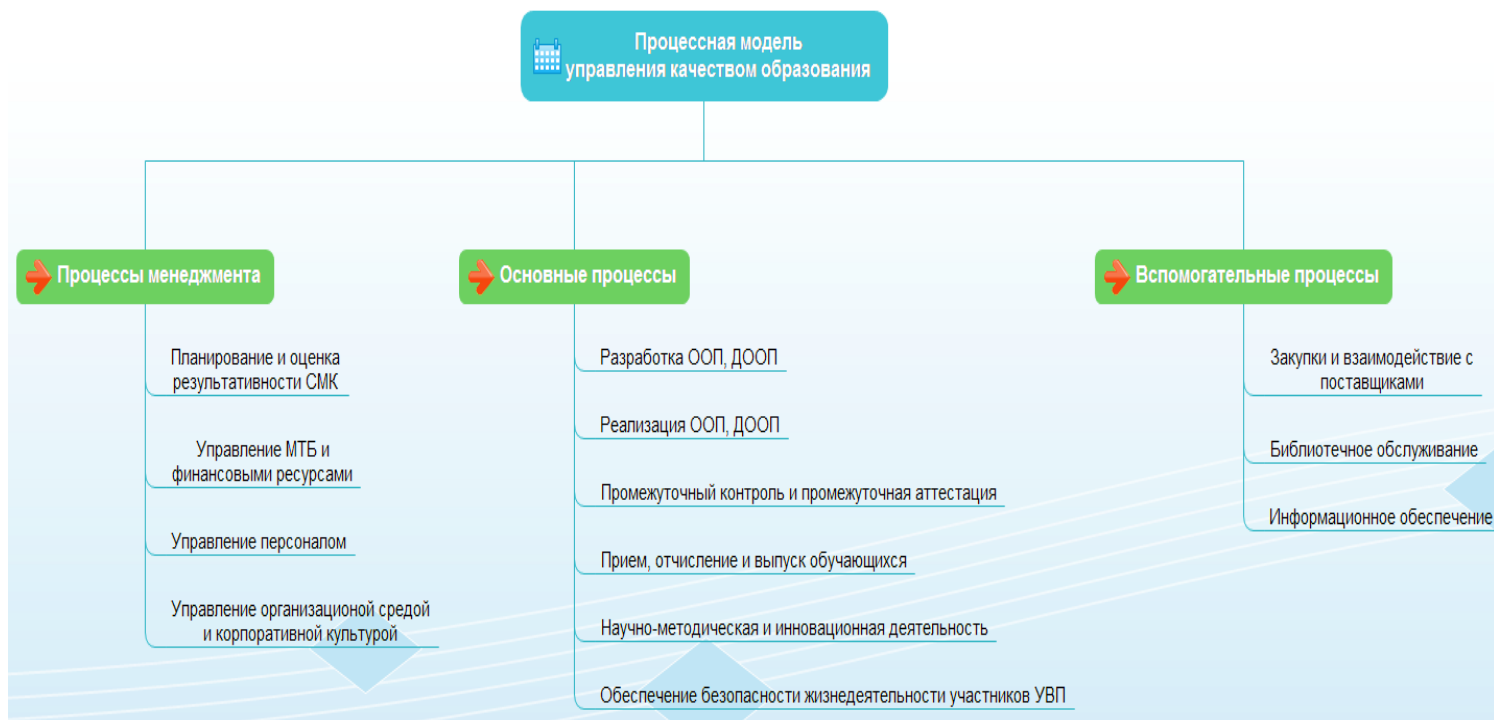 Процессная модель
управления качеством образования
Процессы менеджмента
Планирование и оценка
результативности СМК
Управление МТБ и
финансовыми ресурсами
Управление персоналом
Управление организационой средой
и корпоративной культурой
Основные процессы
Разработка ООП, ДООП
Реализация ООП, ДООП
Промежуточный контроль и промежуточная аттестация
Прием, отчисление и выпуск обучающихся
Научно-методическая и инновационная деятельность
Обеспечение безопасности жизнедеятельности участников УВП
Вспомогательные процессы
Закупки и взаимодействие с
поставщиками
Библиотечное обслуживание
Информационное обеспечение